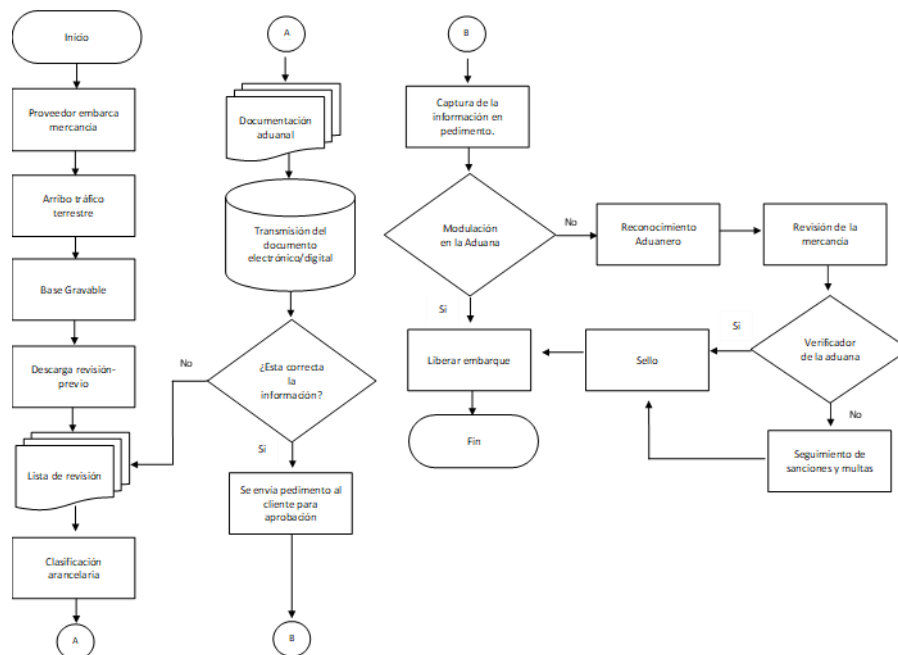 Inicio
Proveedor embarca
mercancía
Arribo tráfico
terrestre
Base Gravable
Descarga revisión-
previo
Lista de revisión
Clasificación
arancelaria
A
A
Documentación
aduanal
Transmisión del
documento
electrónico/digital
¿Esta correcta
la
información?
No
Si
Se envía pedimento al
cliente para
aprobación
B
B
Captura de la
información en
pedimento.
Modulación
en la Aduana
No
Si
Reconocimiento
Aduanero
Revisión de la
mercancía
Verificador
de la aduana
Si
No
Sello
Liberar embarque
Fin
Seguimiento de
sanciones y multas